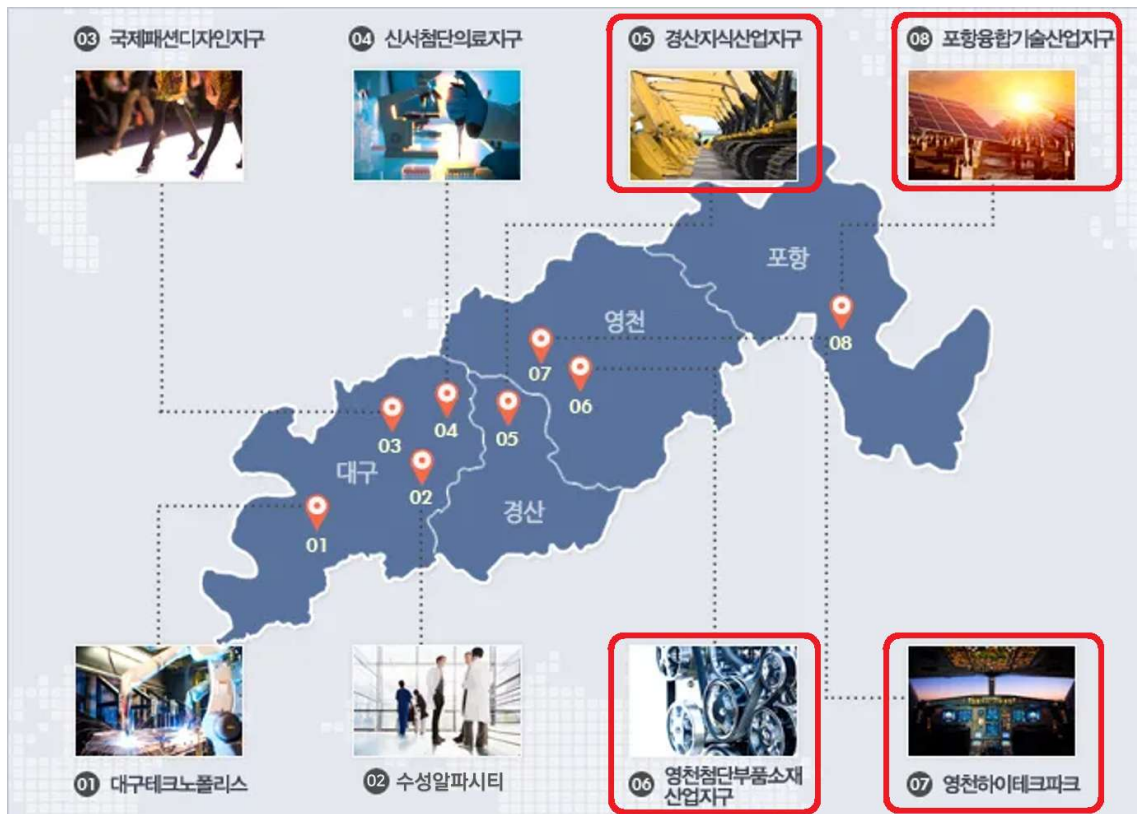 03 국제패션디자인지구
04 신서첨단의료지구
05 경산지식산업지구
08 포항융합기술산업지구
포항
영천
08
07
06
05
04
03
대구
02
경산
01
01 대구테크노폴리스
02 수성알파시티
06 영천첨단부품소재
산업지구
07 영천하이테크파크